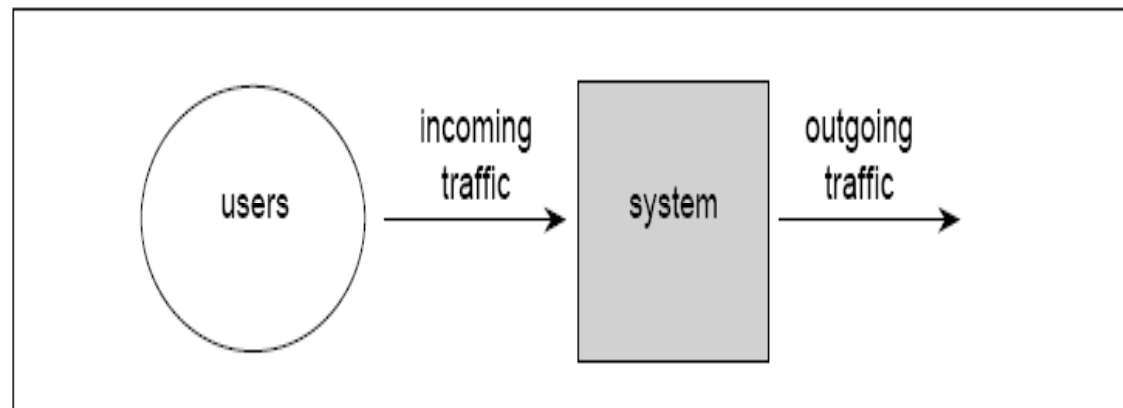 users
incoming
traffic
system
outgoing
traffic